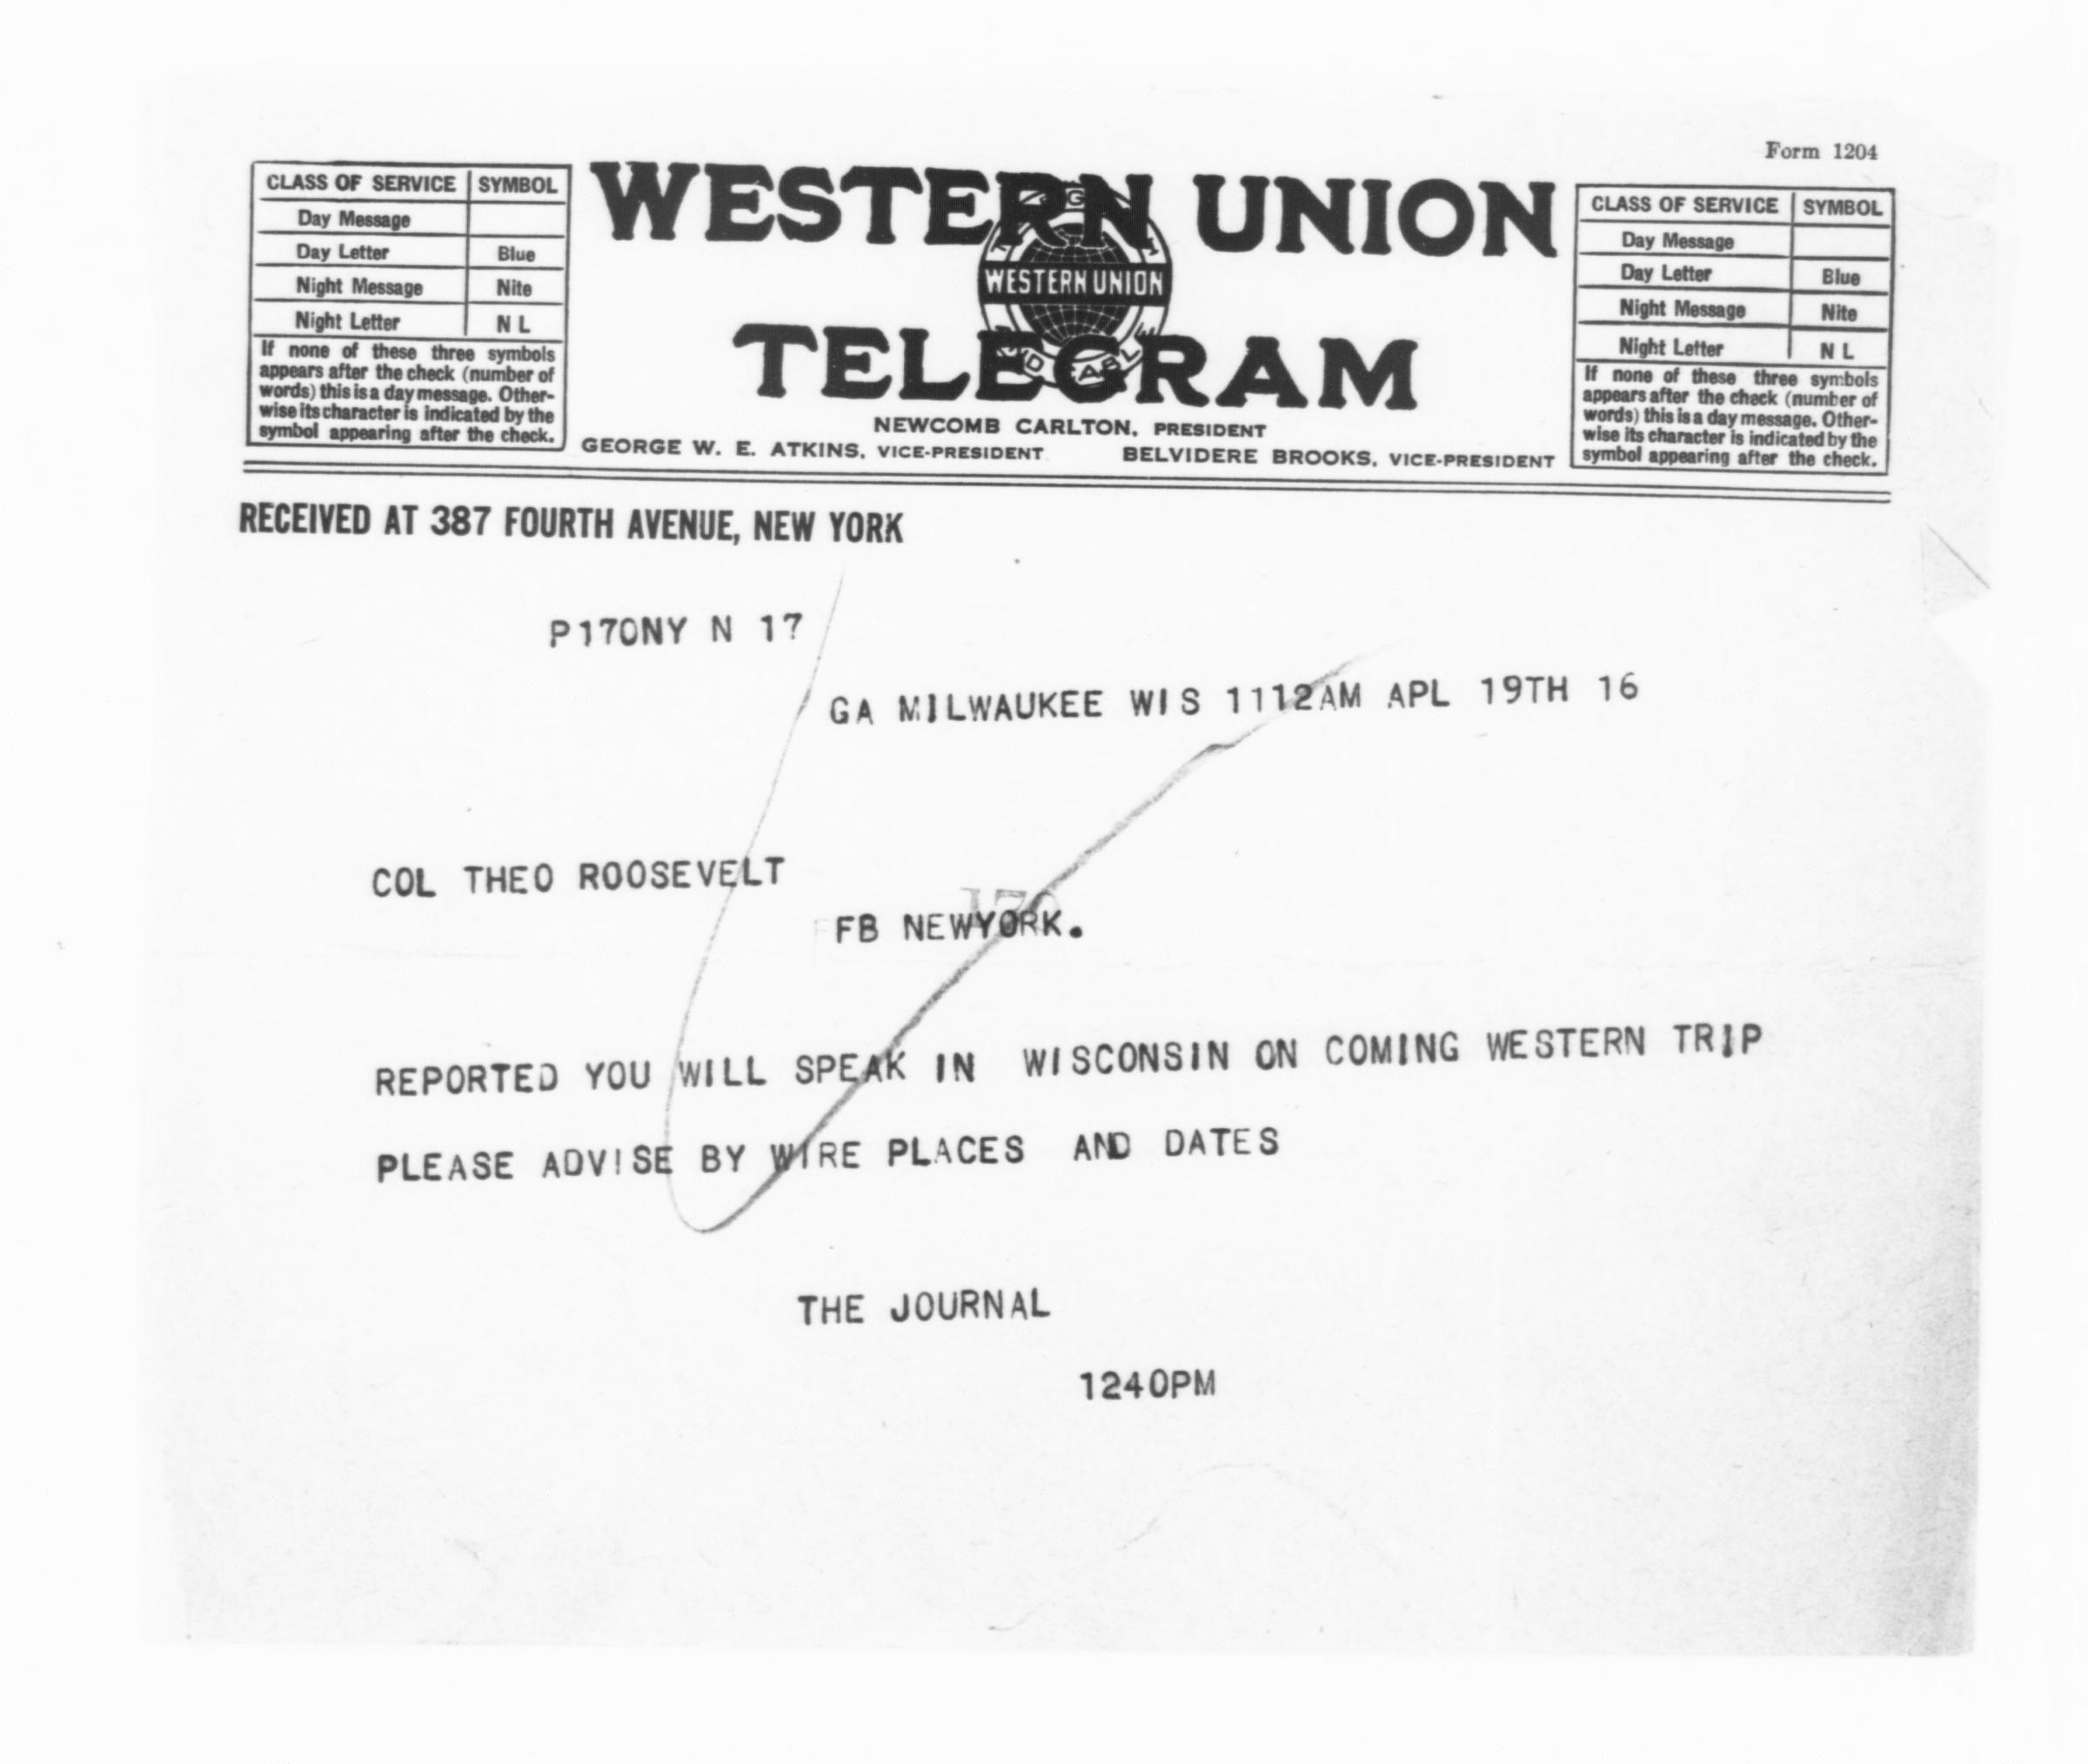 Form 1204
CLASS OF SERVICE SYMBOL
Day Message
Day Letter Blue
Night Message Nite
Night Letter N L
If none of these three symbols
appears after the check (number of
words) this is a day message. Other-
wise its character is indicated by the
symbol appearing after the check.
WESTERN UNION
WESTERN UNION
TELEGRAM
NEWCOMB CARLTON, PRESIDENT
GEORGE W. E. ATKINS, VICE-PRESIDENT BELVIDERE BROOKS, VICE-PRESIDENT
CLASS OF SERVICE SYMBOL
Day Message
Day Letter Blue
Night Message Nite
Night Letter N L
If none of these three symbols
appears after the check (number of
words) this is a day message. Other-
wise its character is indicated by the
symbol appearing after the check.
RECEIVED AT 387 FOURTH AVENUE, NEW YORK
P170NY N 17
GA MILWAUKEE WIS 1112AM APL 19TH 16
COL THEO ROOSEVELT
170
FB NEWYORK.
REPORTED YOU WILL SPEAK IN WISCONSIN ON COMING WESTERN TRIP
PLEASE ADVISE BY WIRE PLACES AND DATES
THE JOURNAL
1240PM